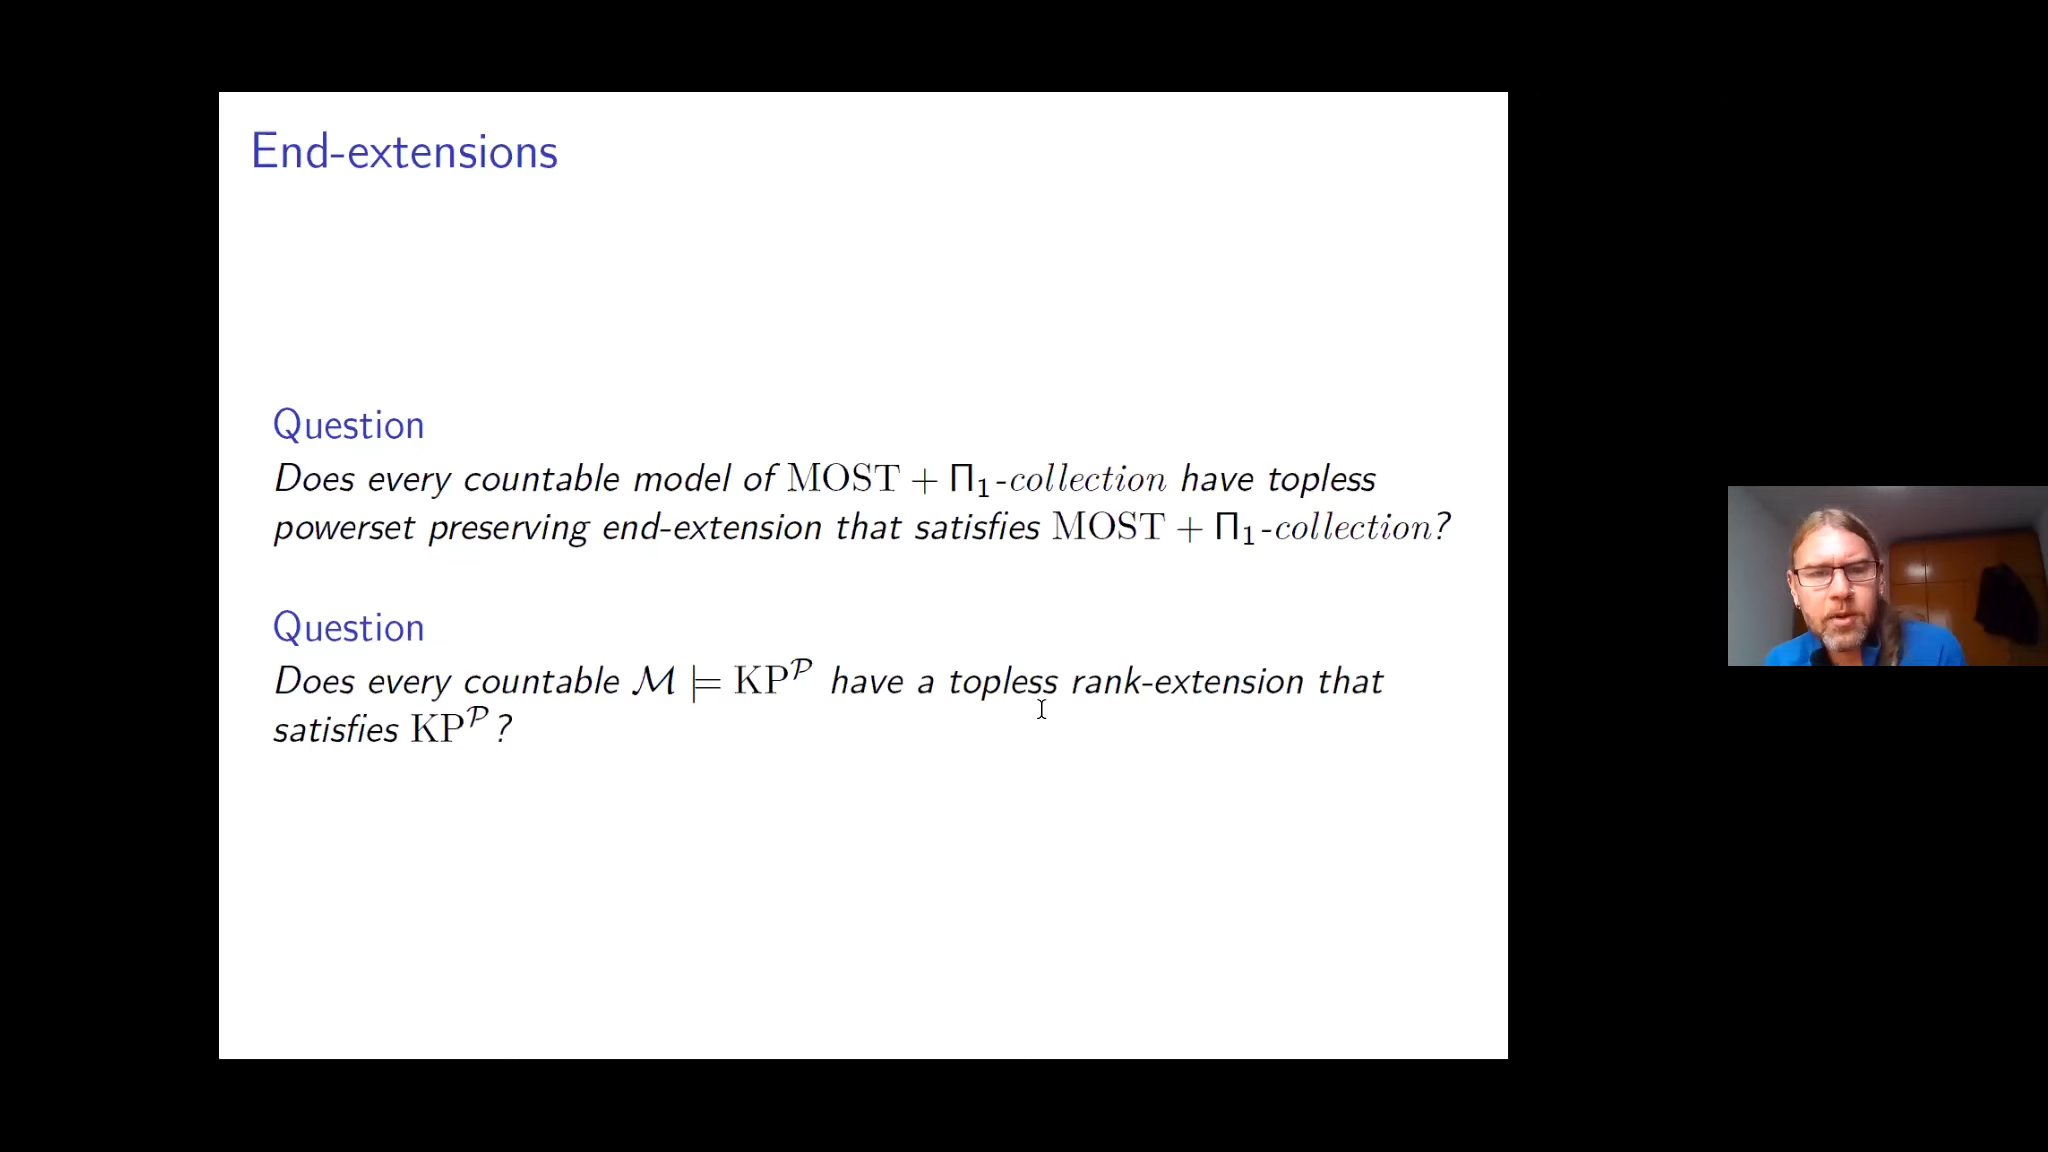 End-extensions
Question
Does every countable model of MOST + Π₁-collection have topless
powerset preserving end-extension that satisfies MOST + Π₁-collection?
Question
Does every countable ℳ ⊨ KP^𝒫 have a topless rank-extension that
satisfies KP^𝒫?